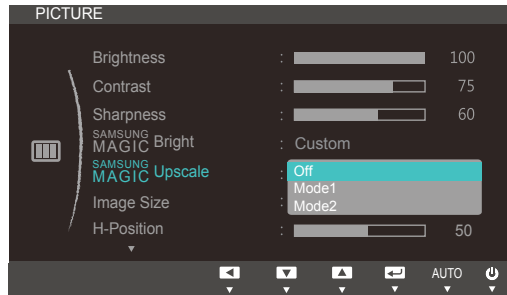 PICTURE
Brightness : 100
Contrast : 75
Sharpness : 60
SAMSUNG
MAGIC Bright : Custom
SAMSUNG
MAGIC Upscale : Off
Mode1
Mode2
Image Size :
H-Position : 50
AUTO